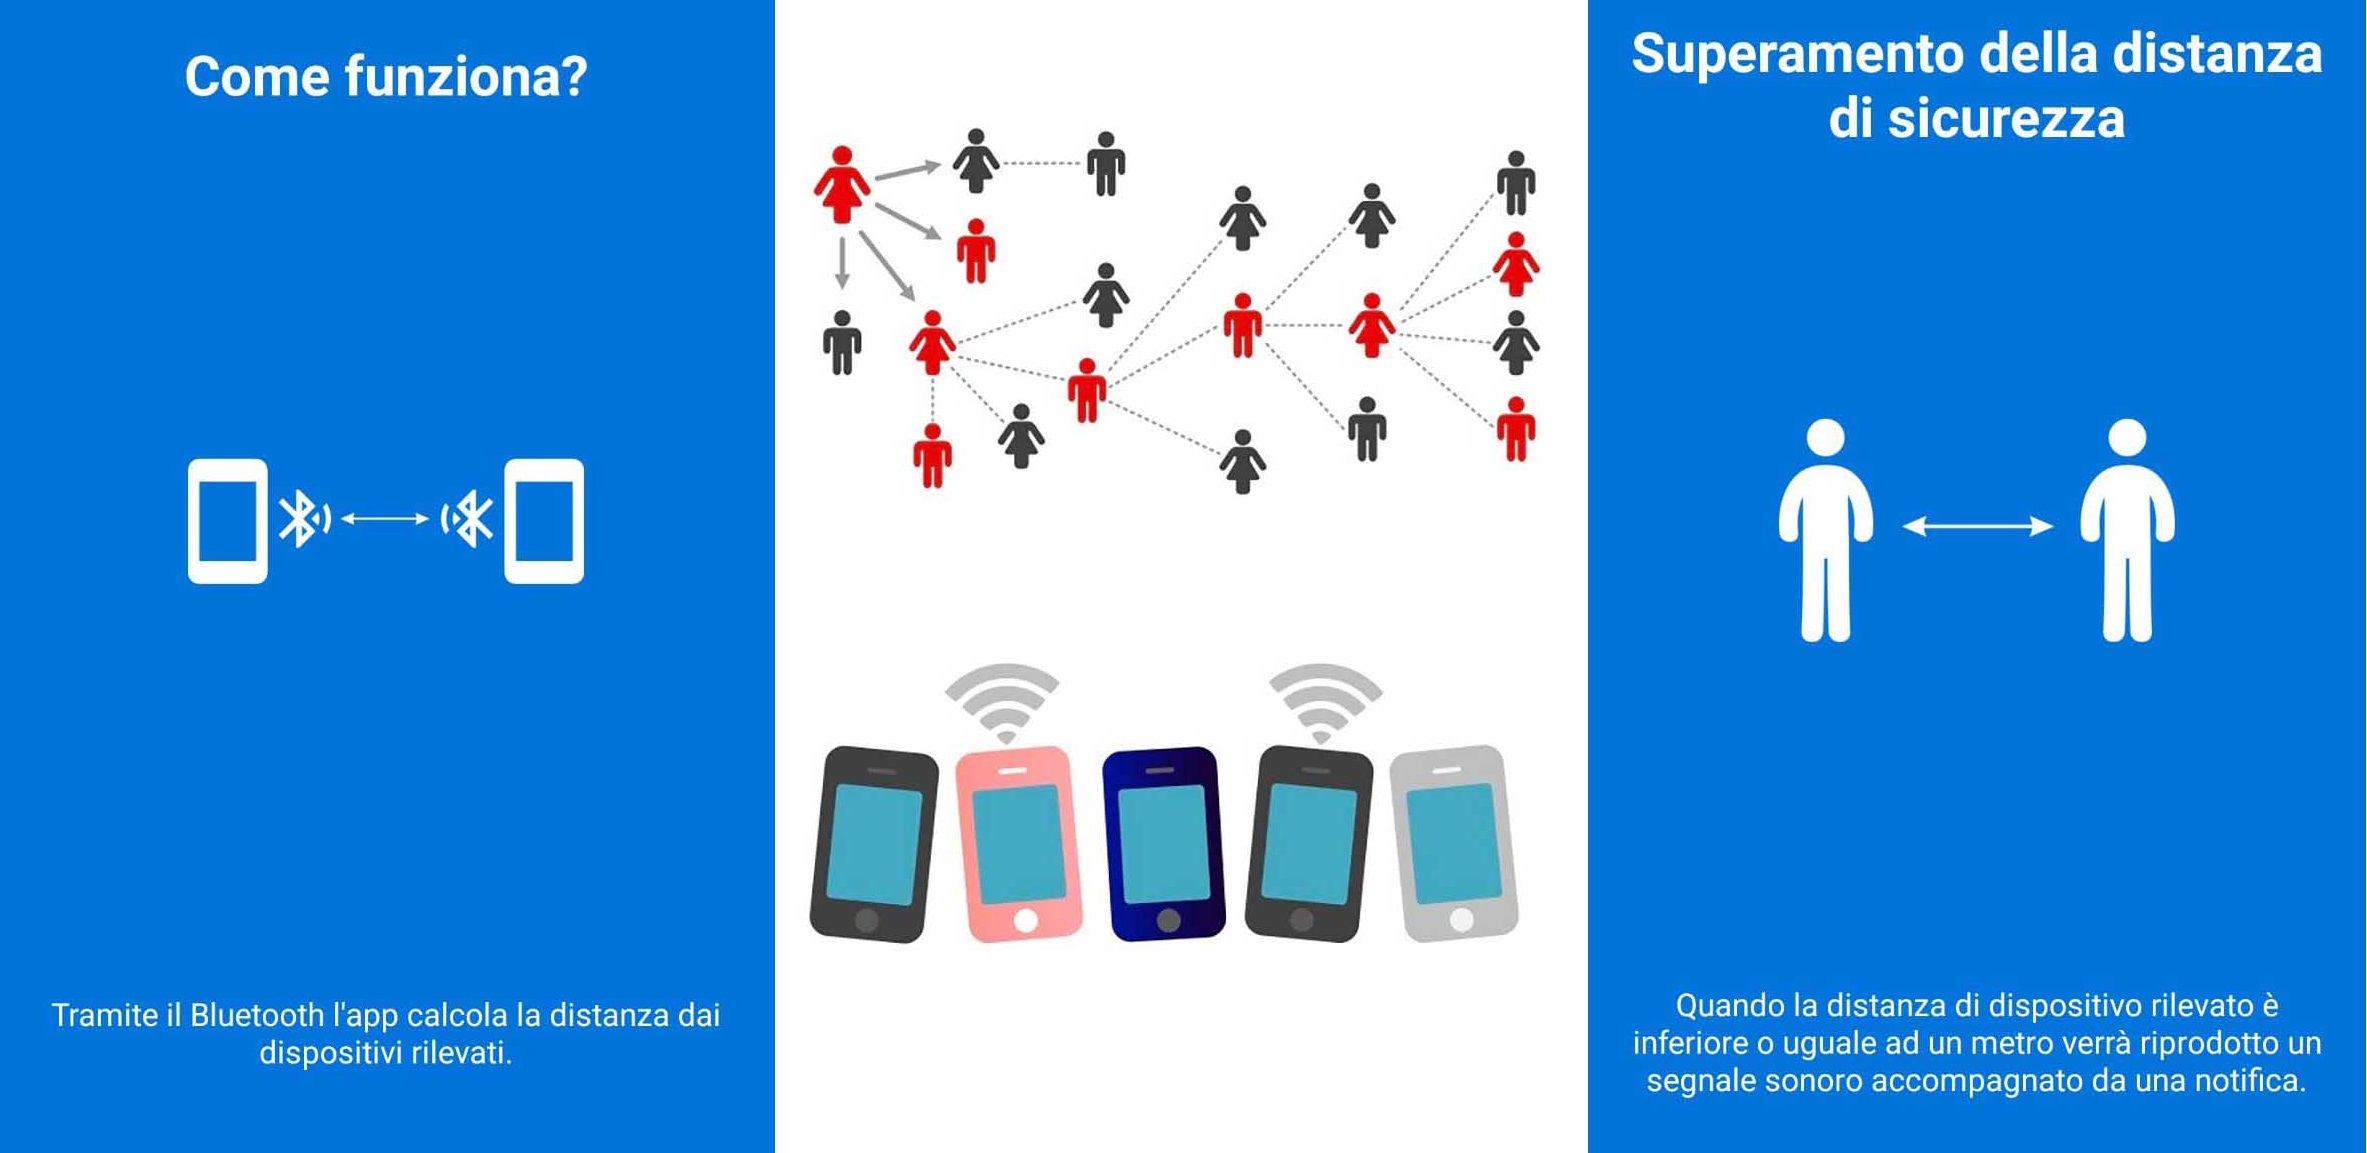 Come funziona?
Tramite il Bluetooth l'app calcola la distanza dai
dispositivi rilevati.
Superamento della distanza
di sicurezza
Quando la distanza di dispositivo rilevato è
inferiore o uguale ad un metro verrà riprodotto un
segnale sonoro accompagnato da una notifica.